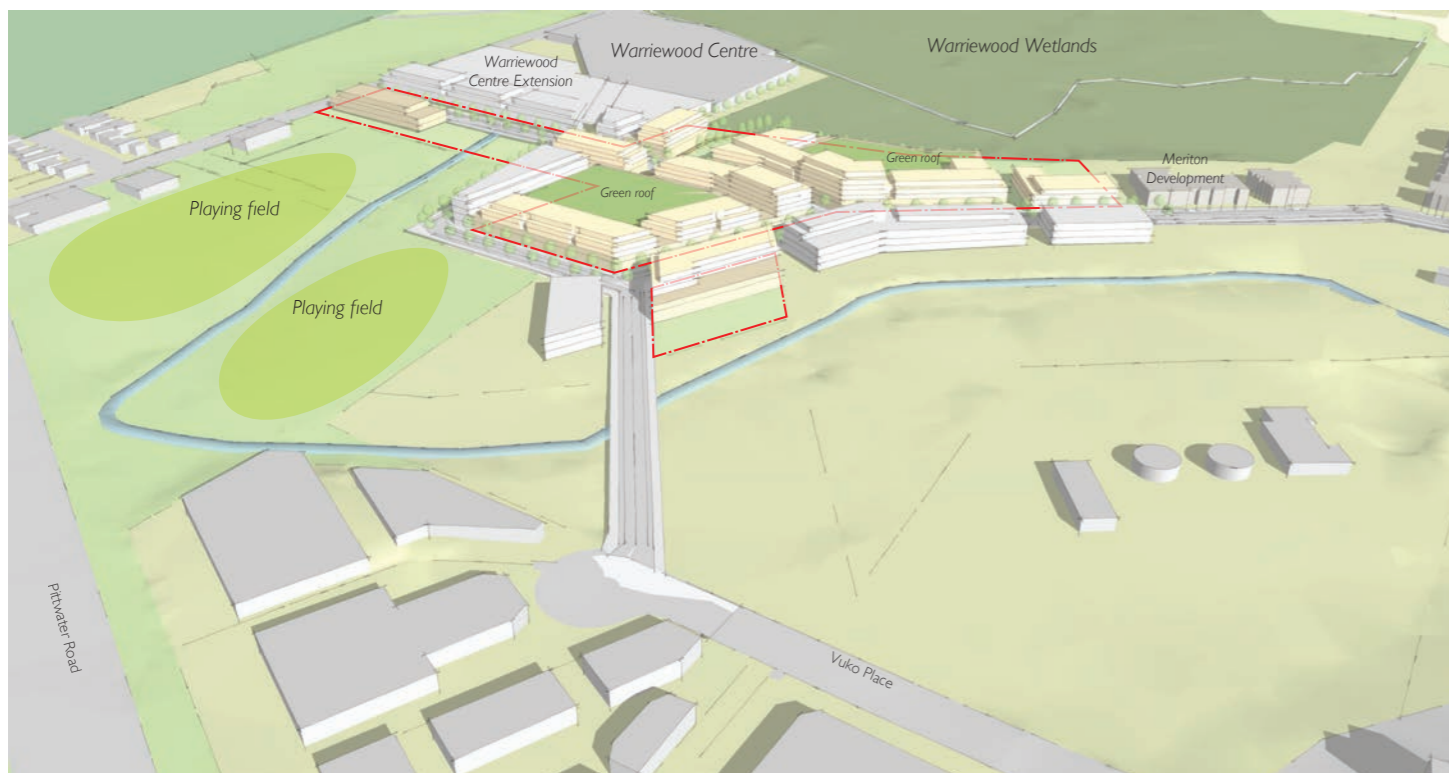 Warriewood Centre
Warriewood Wetlands
Warriewood
Centre Extension
Green roof
Meriton
Development
Green roof
Playing field
Playing field
Pittwater Road
Vuko Place